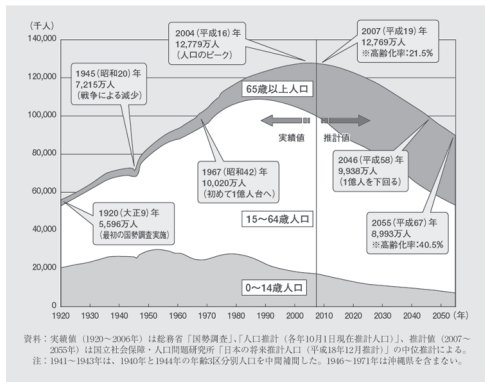 （千人）
140,000
120,000
100,000
80,000
60,000
40,000
20,000
0
2004（平成16）年
12,779万人
（人口のピーク）
2007（平成19）年
12,769万人
※高齢化率：21.5%
1945（昭和20）年
7,215万人
（戦争による減少）
65歳以上人口
実績値
推計値
1967（昭和42）年
10,020万人
（初めて1億人台へ）
2046（平成58）年
9,938万人
（1億人を下回る）
1920（大正9）年
5,596万人
（最初の国勢調査実施）
15～64歳人口
2055（平成67）年
8,993万人
※高齢化率：40.5%
0～14歳人口
1920 1930 1940 1950 1960 1970 1980 1990 2000 2010 2020 2030 2040 2050（年）
資料：実績値（1920～2006年）は総務省「国勢調査」、「人口推計（各年10月1日現在推計人口）」、推計値（2007～
2055年）は国立社会保障・人口問題研究所「日本の将来推計人口（平成18年12月推計）」の中位推計による。
注：1941～1943年は、1940年と1944年の年齢3区分別人口を中間補間した。1946～1971年は沖縄県を含まない。